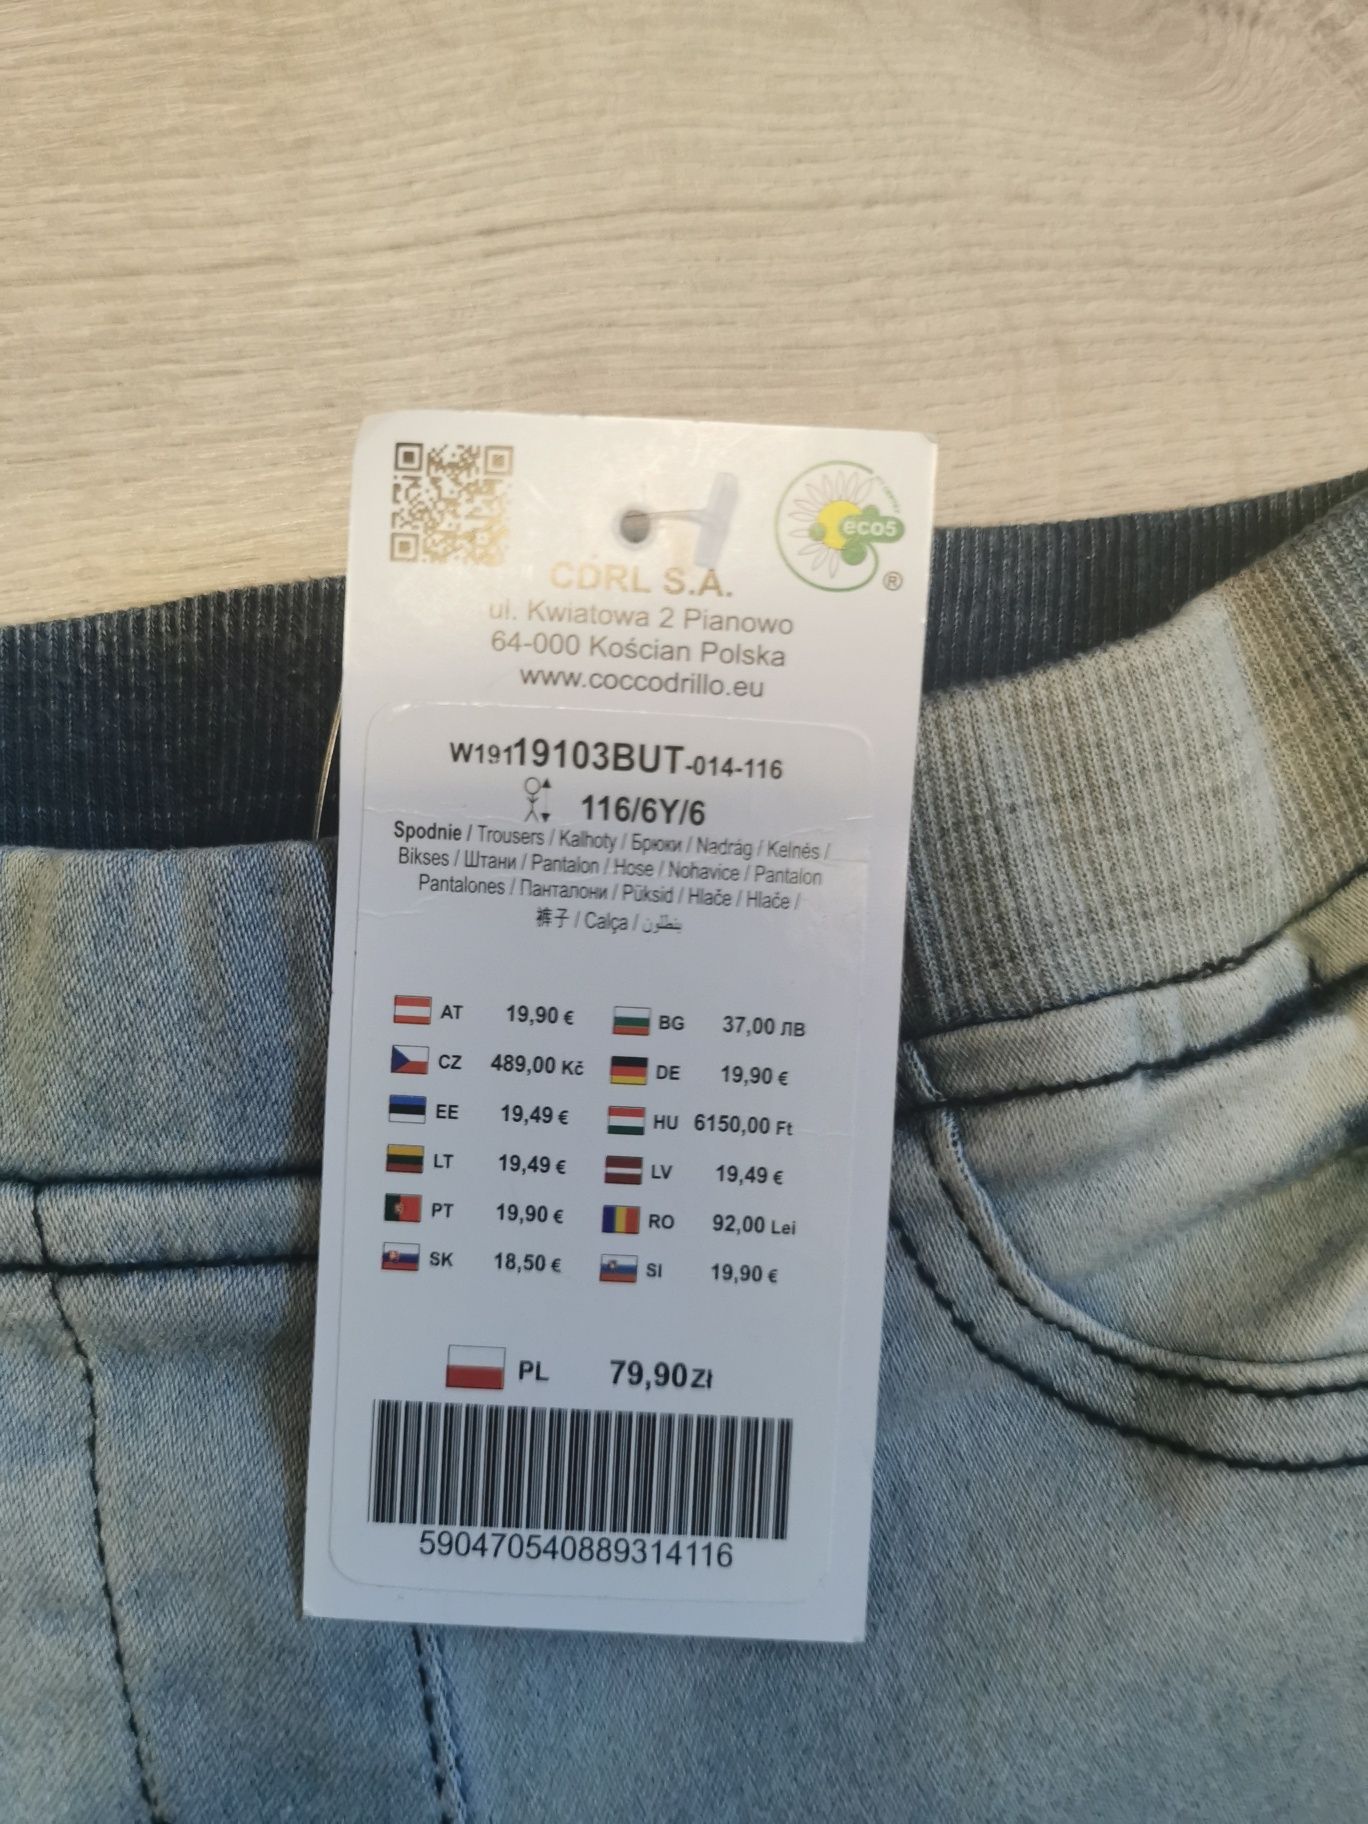 eco5
®
CDRL S.A.
ul. Kwiatowa 2 Pianowo
64-000 Kościan Polska
www.coccodrillo.eu
W19119103BUT-014-116
116/6Y/6
Spodnie / Trousers / Kalhoty / Брюки / Nadrág / Kelnés /
Bikses / Штани / Pantalon / Hose / Nohavice / Pantalon
Pantalones / Панталони / Püksid / Hlače / Hlače /
裤子 / Calça / بنطلون
AT 19,90 € BG 37,00 ЛВ
CZ 489,00 Kč DE 19,90 €
EE 19,49 € HU 6150,00 Ft
LT 19,49 € LV 19,49 €
PT 19,90 € RO 92,00 Lei
SK 18,50 € SI 19,90 €
PL 79,90 Zł
590470540889314116